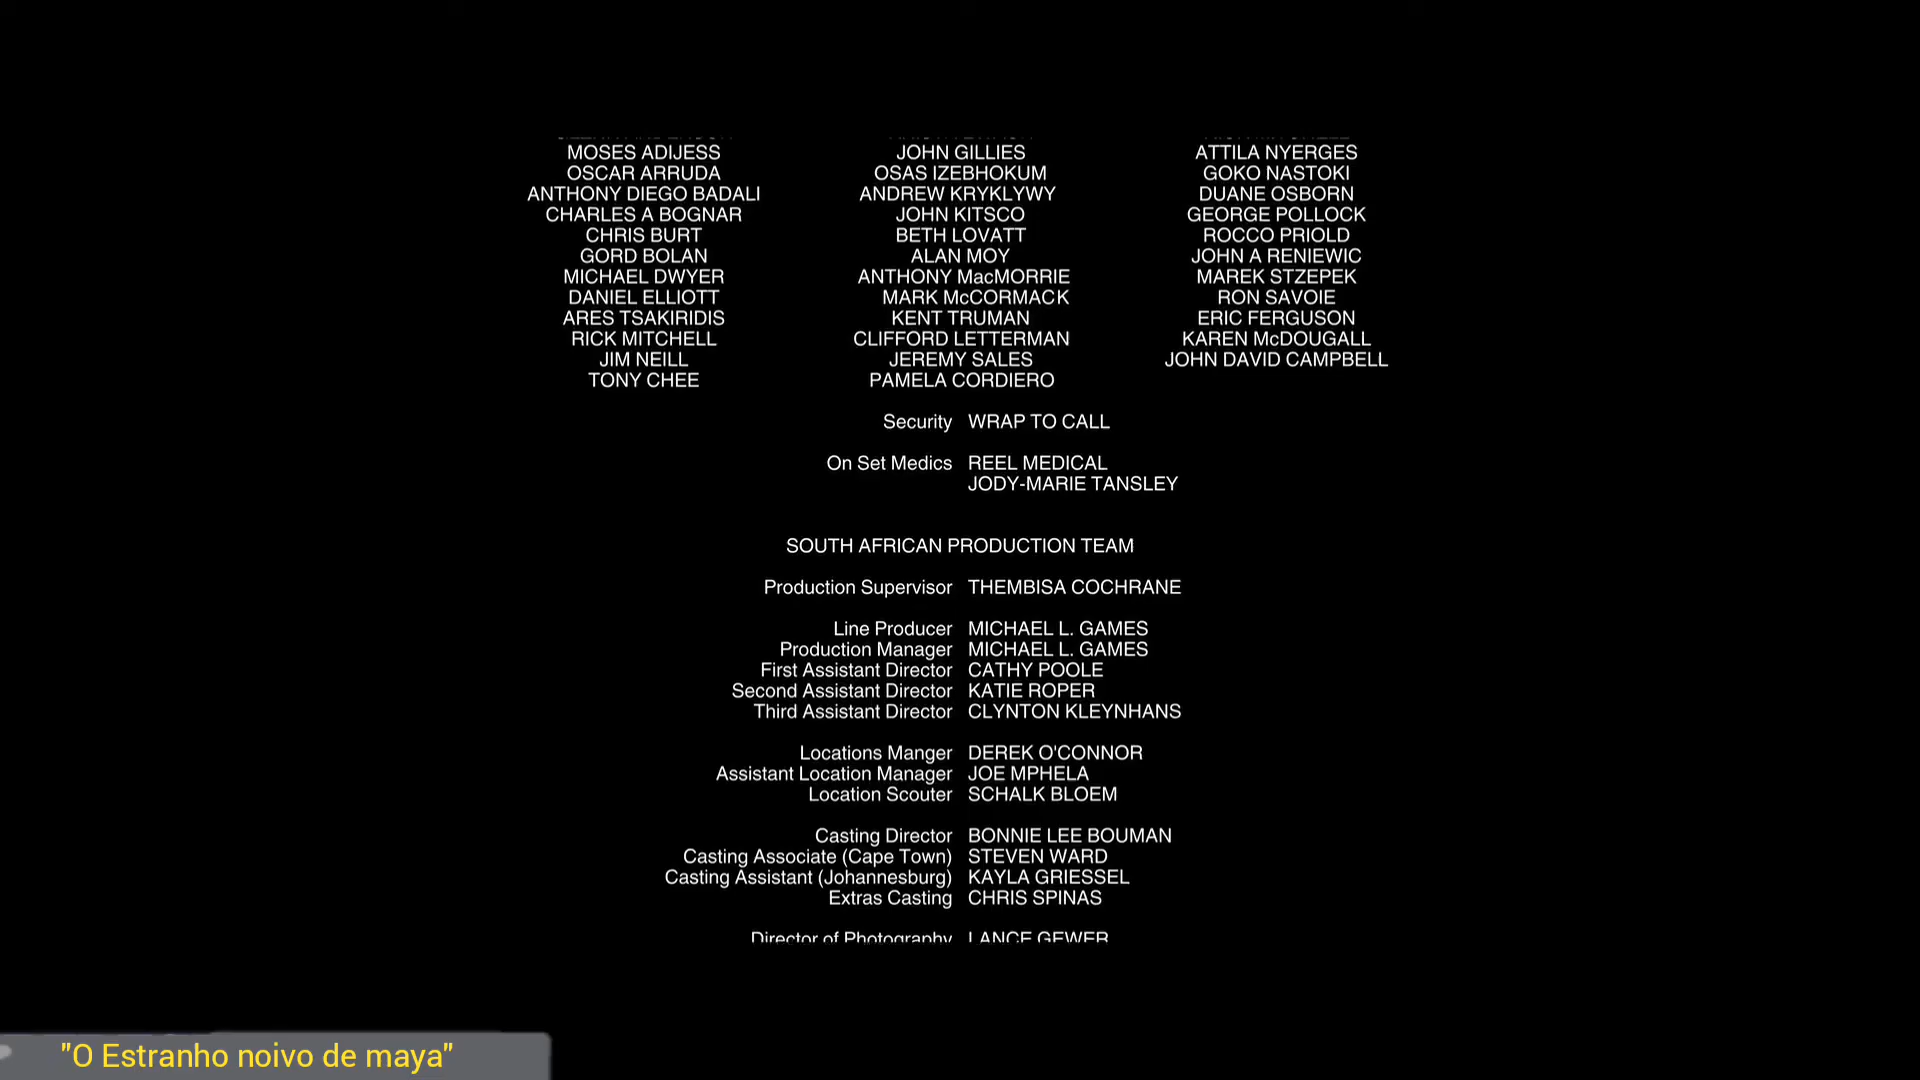 MOSES ADIJESS JOHN GILLIES ATTILA NYERGES
OSCAR ARRUDA OSAS IZEBHOKUM GOKO NASTOKI
ANTHONY DIEGO BADALI ANDREW KRYKLYWY DUANE OSBORN
CHARLES A BOGNAR JOHN KITSCO GEORGE POLLOCK
CHRIS BURT BETH LOVATT ROCCO PRIOLD
GORD BOLAN ALAN MOY JOHN A RENIEWIC
MICHAEL DWYER ANTHONY MacMORRIE MAREK STZEPEK
DANIEL ELLIOTT MARK McCORMACK RON SAVOIE
ARES TSAKIRIDIS KENT TRUMAN ERIC FERGUSON
RICK MITCHELL CLIFFORD LETTERMAN KAREN McDOUGALL
JIM NEILL JEREMY SALES JOHN DAVID CAMPBELL
TONY CHEE PAMELA CORDIERO
Security WRAP TO CALL
On Set Medics REEL MEDICAL
JODY-MARIE TANSLEY
SOUTH AFRICAN PRODUCTION TEAM
Production Supervisor THEMBISA COCHRANE
Line Producer MICHAEL L. GAMES
Production Manager MICHAEL L. GAMES
First Assistant Director CATHY POOLE
Second Assistant Director KATIE ROPER
Third Assistant Director CLYNTON KLEYNHANS
Locations Manger DEREK O'CONNOR
Assistant Location Manager JOE MPHELA
Location Scouter SCHALK BLOEM
Casting Director BONNIE LEE BOUMAN
Casting Associate (Cape Town) STEVEN WARD
Casting Assistant (Johannesburg) KAYLA GRIESSEL
Extras Casting CHRIS SPINAS
Director of Photography LANCE GEWER
"O Estranho noivo de maya"